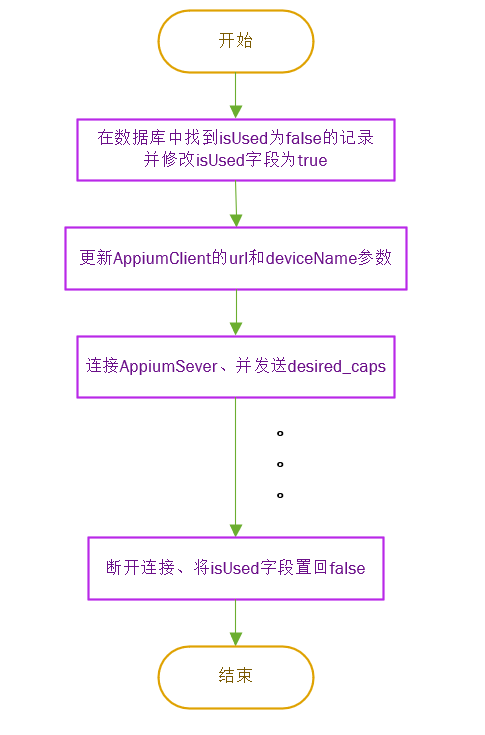 开始
在数据库中找到isUsed为false的记录
并修改isUsed字段为true
更新AppiumClient的url和deviceName参数
连接AppiumSever、并发送desired_caps
。
。
。
断开连接、将isUsed字段置回false
结束